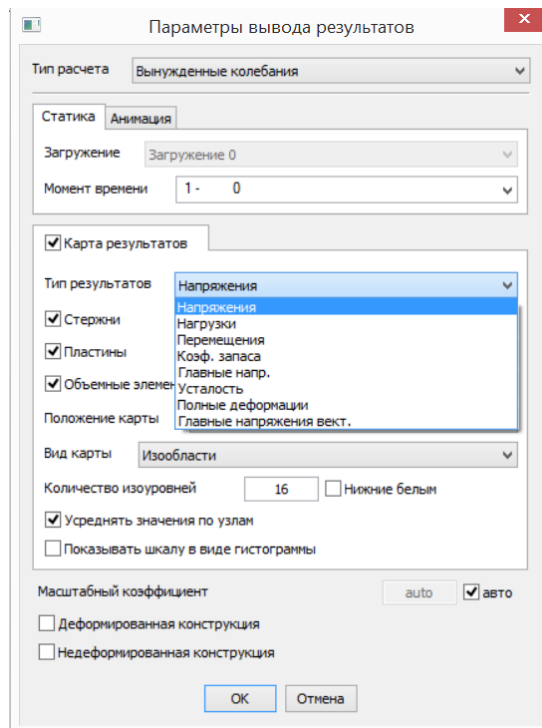 Параметры вывода результатов
Тип расчета Вынужденные колебания
Статика Анимация
Загружение Загружение 0
Момент времени 1 - 0
Карта результатов
Тип результатов Напряжения
Напряжения
Стержни Нагрузки
Перемещения
Пластины Коэф. запаса
Главные напр.
Объемные Усталость
Полные деформации
Положение карты Главные напряжения вект.
Вид карты Изообласти
Количество изоуровней 16 Нижние белым
Усреднять значения по узлам
Показывать шкалу в виде гистограммы
Масштабный коэффициент auto авто
Деформированная конструкция
Недеформированная конструкция
OK Отмена